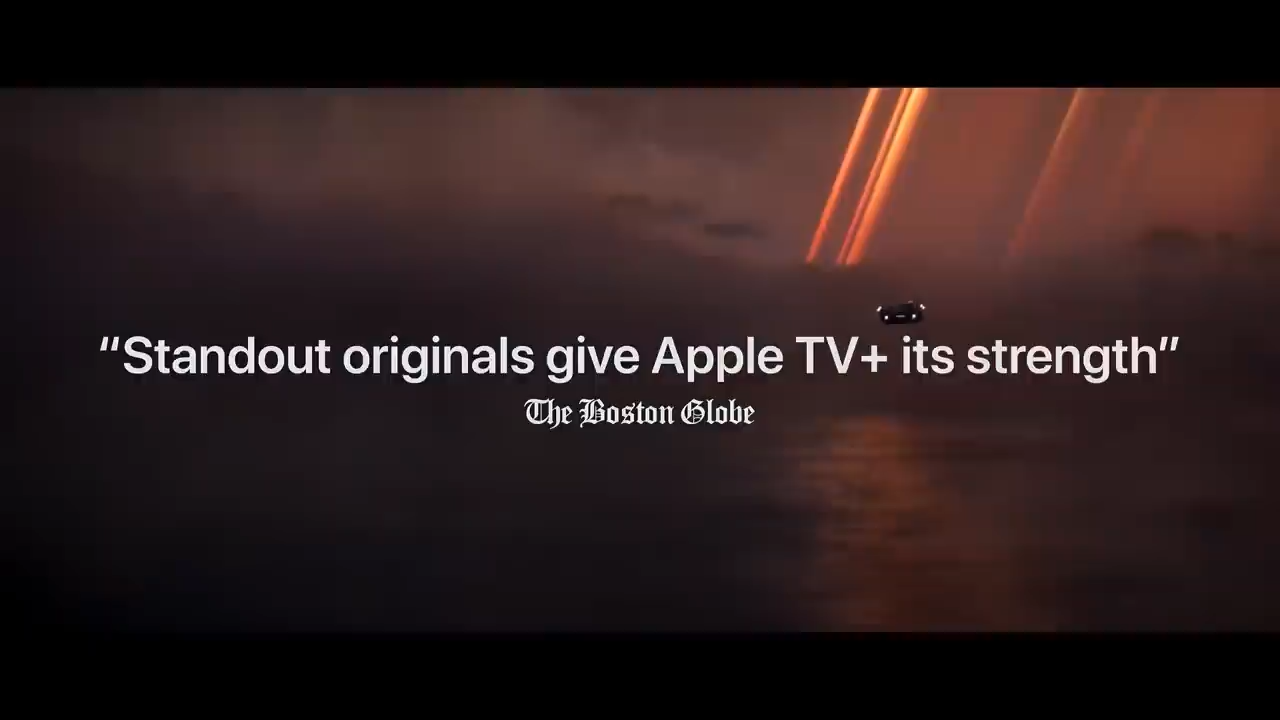 “Standout originals give Apple TV+ its strength”
The Boston Globe